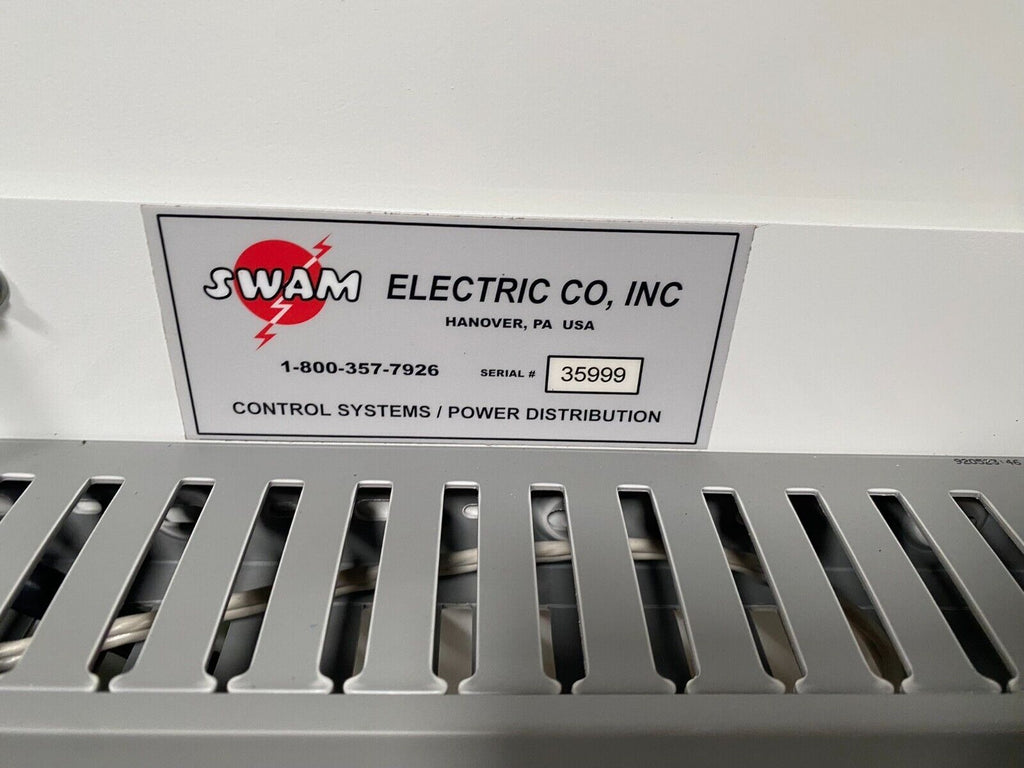 SWAM ELECTRIC CO, INC
HANOVER, PA USA
1-800-357-7926 SERIAL # 35999
CONTROL SYSTEMS / POWER DISTRIBUTION